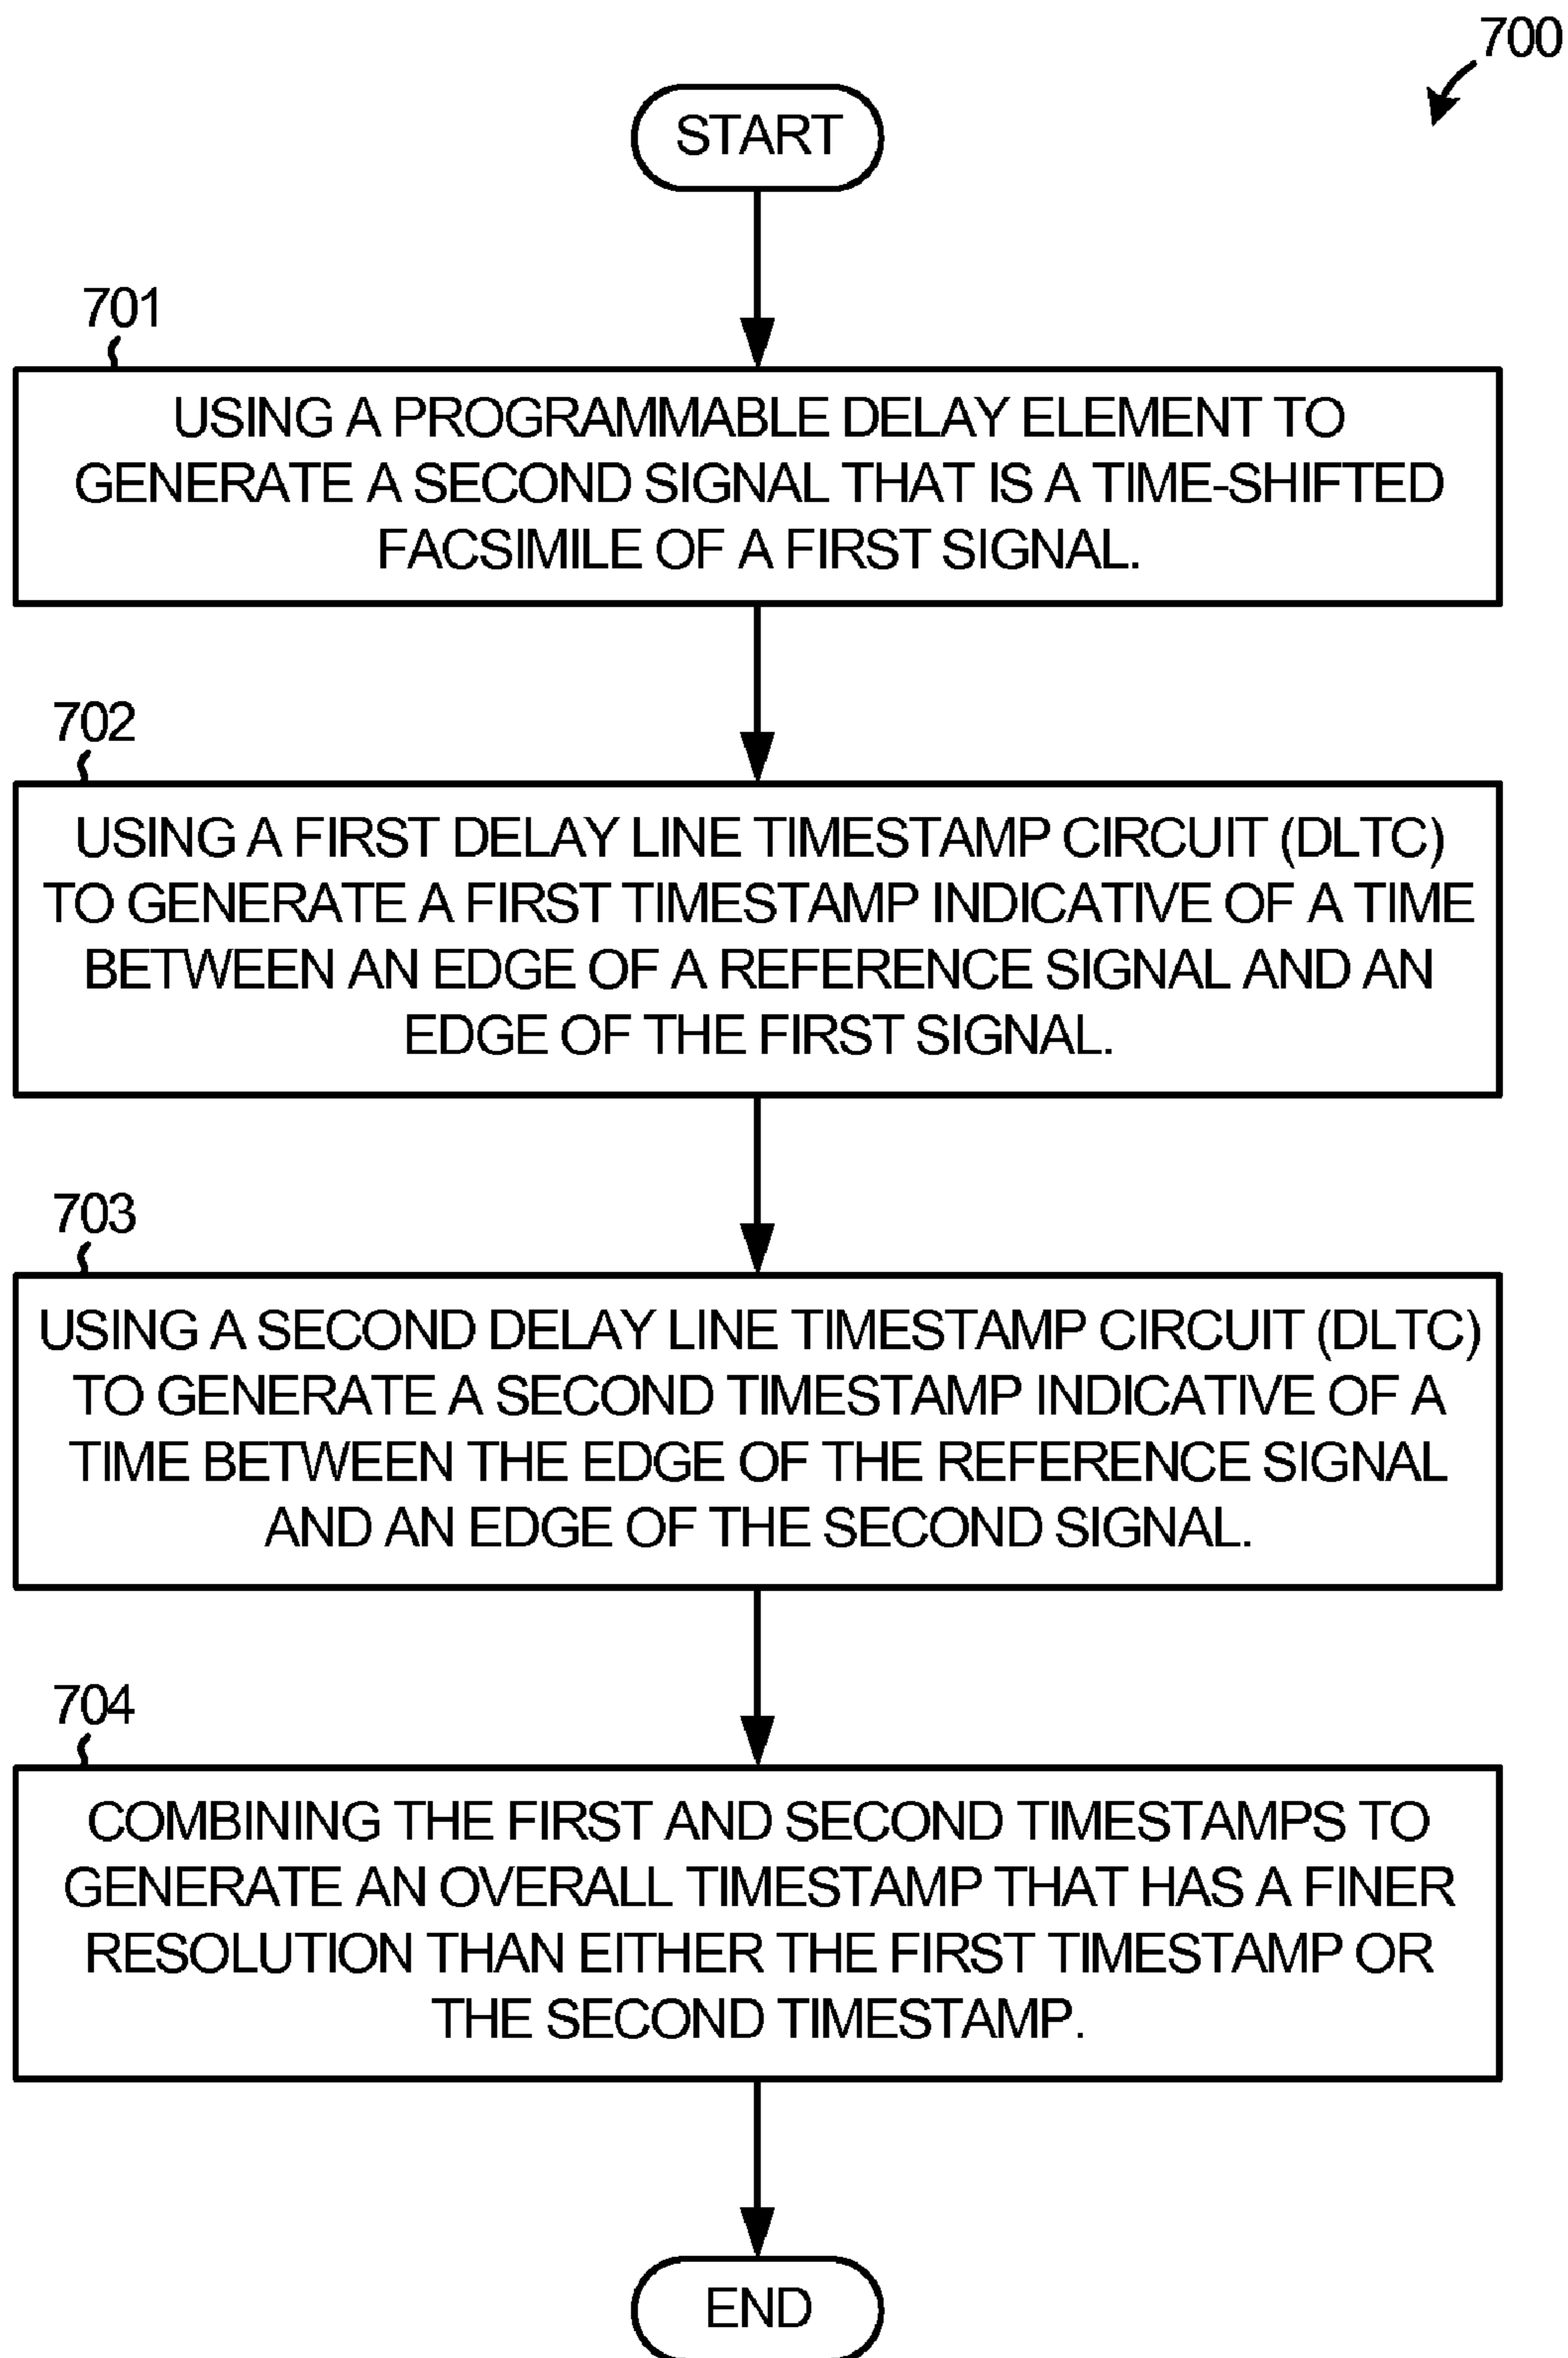 700
START
701
USING A PROGRAMMABLE DELAY ELEMENT TO
GENERATE A SECOND SIGNAL THAT IS A TIME-SHIFTED
FACSIMILE OF A FIRST SIGNAL.
702
USING A FIRST DELAY LINE TIMESTAMP CIRCUIT (DLTC)
TO GENERATE A FIRST TIMESTAMP INDICATIVE OF A TIME
BETWEEN AN EDGE OF A REFERENCE SIGNAL AND AN
EDGE OF THE FIRST SIGNAL.
703
USING A SECOND DELAY LINE TIMESTAMP CIRCUIT (DLTC)
TO GENERATE A SECOND TIMESTAMP INDICATIVE OF A
TIME BETWEEN THE EDGE OF THE REFERENCE SIGNAL
AND AN EDGE OF THE SECOND SIGNAL.
704
COMBINING THE FIRST AND SECOND TIMESTAMPS TO
GENERATE AN OVERALL TIMESTAMP THAT HAS A FINER
RESOLUTION THAN EITHER THE FIRST TIMESTAMP OR
THE SECOND TIMESTAMP.
END